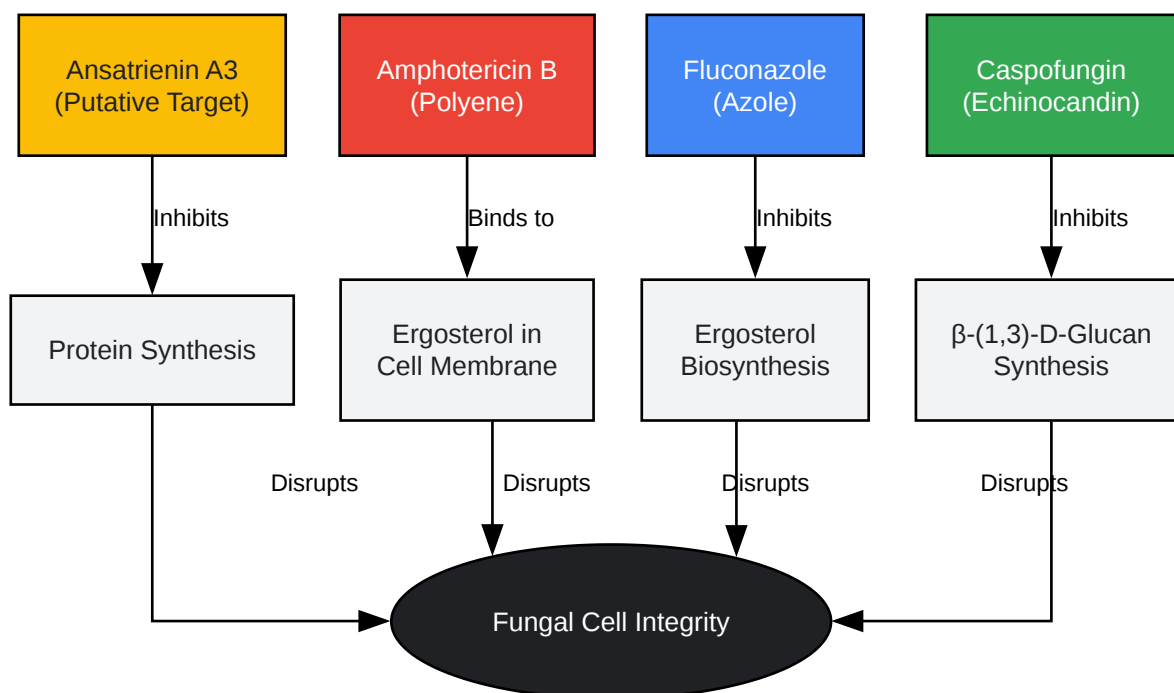 Ansatrienin A3
(Putative Target)
Amphotericin B
(Polyene)
Fluconazole
(Azole)
Caspofungin
(Echinocandin)
Inhibits
Binds to
Inhibits
Inhibits
Protein Synthesis
Ergosterol in
Cell Membrane
Ergosterol
Biosynthesis
β-(1,3)-D-Glucan
Synthesis
Disrupts
Disrupts
Disrupts
Disrupts
Fungal Cell Integrity